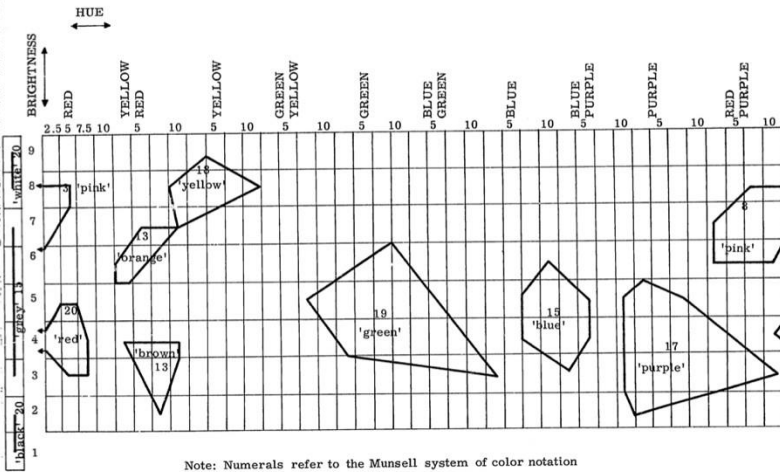 HUE
BRIGHTNESS
RED
YELLOW RED
YELLOW
GREEN YELLOW
GREEN
BLUE GREEN
BLUE
BLUE PURPLE
PURPLE
RED PURPLE
2.5 5 7.5 10 5 10 5 10 5 10 5 10 5 10 5 10 5 10 5 10 5 10
'white' 20
'grey' 15
'black' 20
9
8
7
6
5
4
3
2
1
3 'pink'
18
'yellow'
13
'orange'
20
'red'
'brown'
13
19
'green'
15
'blue'
17
'purple'
8
'pink'
Note: Numerals refer to the Munsell system of color notation